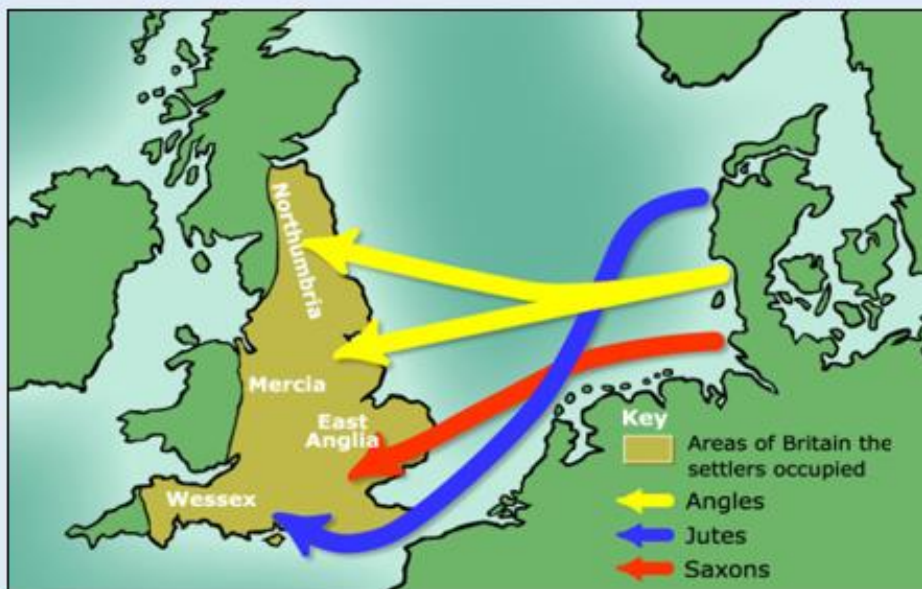 Northumbria
Mercia
East
Anglia
Wessex
Key
Areas of Britain the
settlers occupied
Angles
Jutes
Saxons